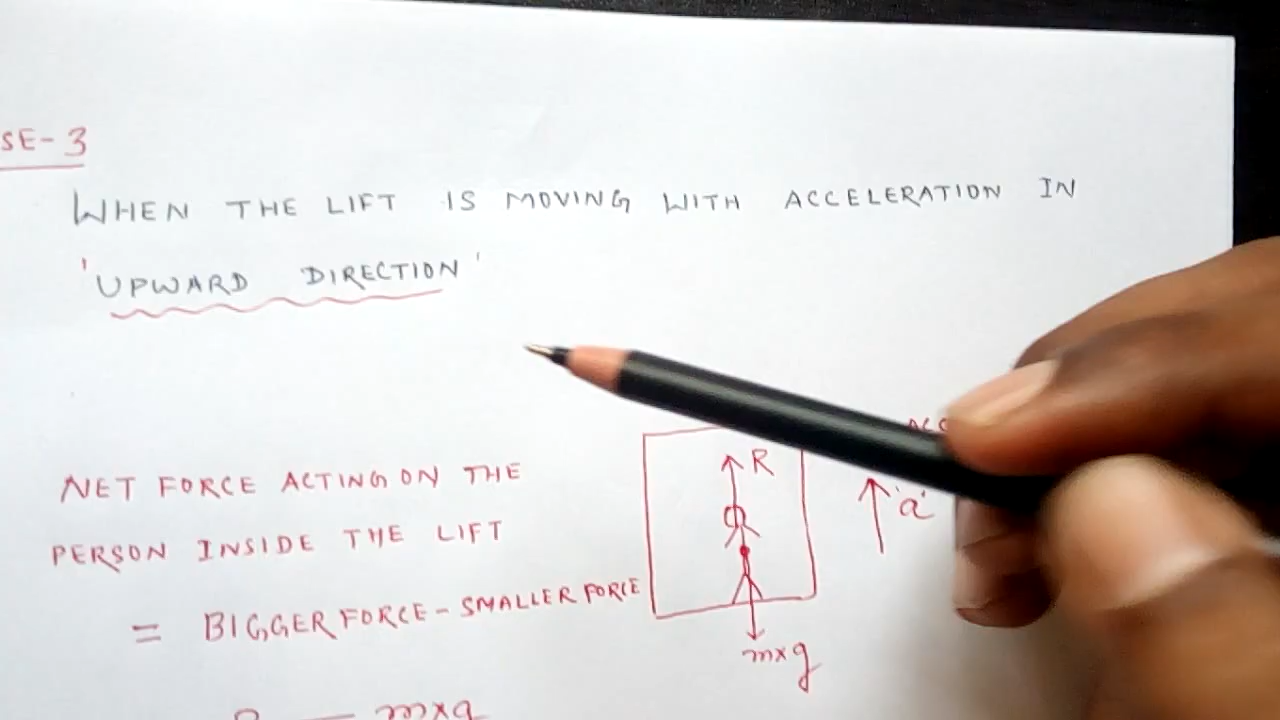 SE-3
WHEN THE LIFT IS MOVING WITH ACCELERATION IN
'UPWARD DIRECTION'
NET FORCE ACTING ON THE
PERSON INSIDE THE LIFT
= BIGGER FORCE - SMALLER FORCE
R
'a'
m×g